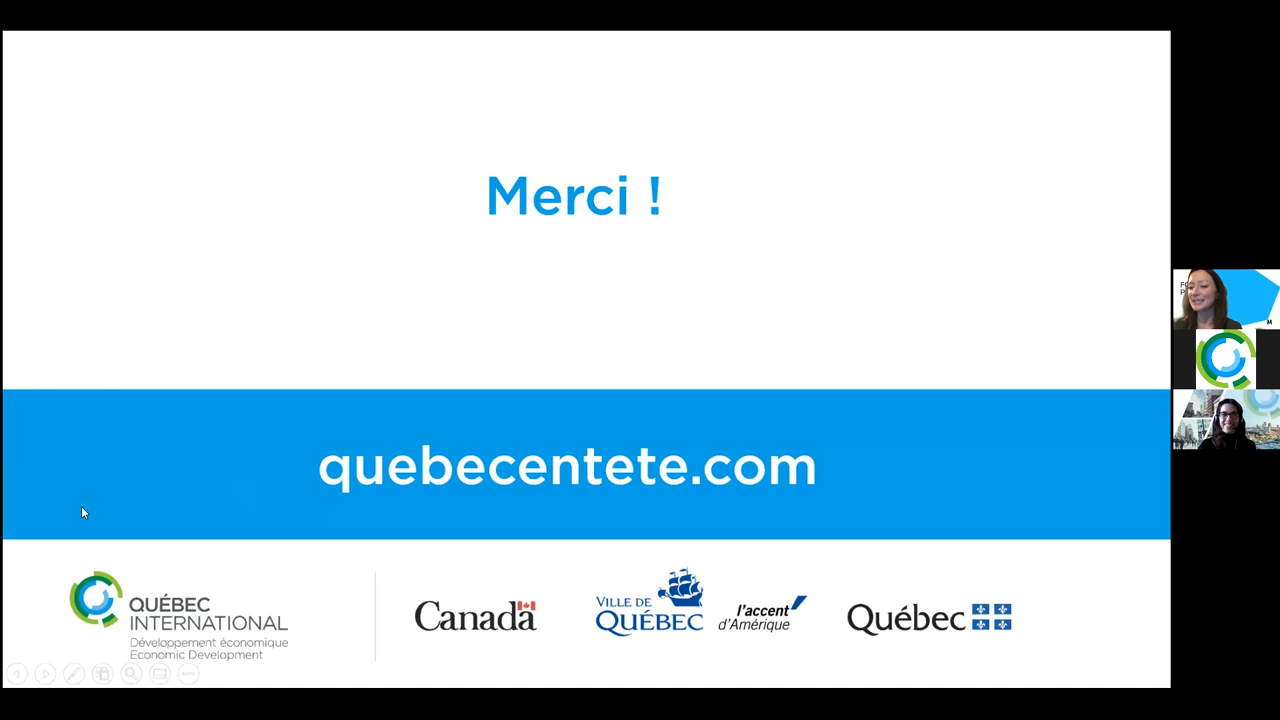 Merci !
quebecentete.com
QUÉBEC
INTERNATIONAL
Développement économique
Economic Development
Canada
VILLE DE
QUÉBEC
l'accent
d'Amérique
Québec